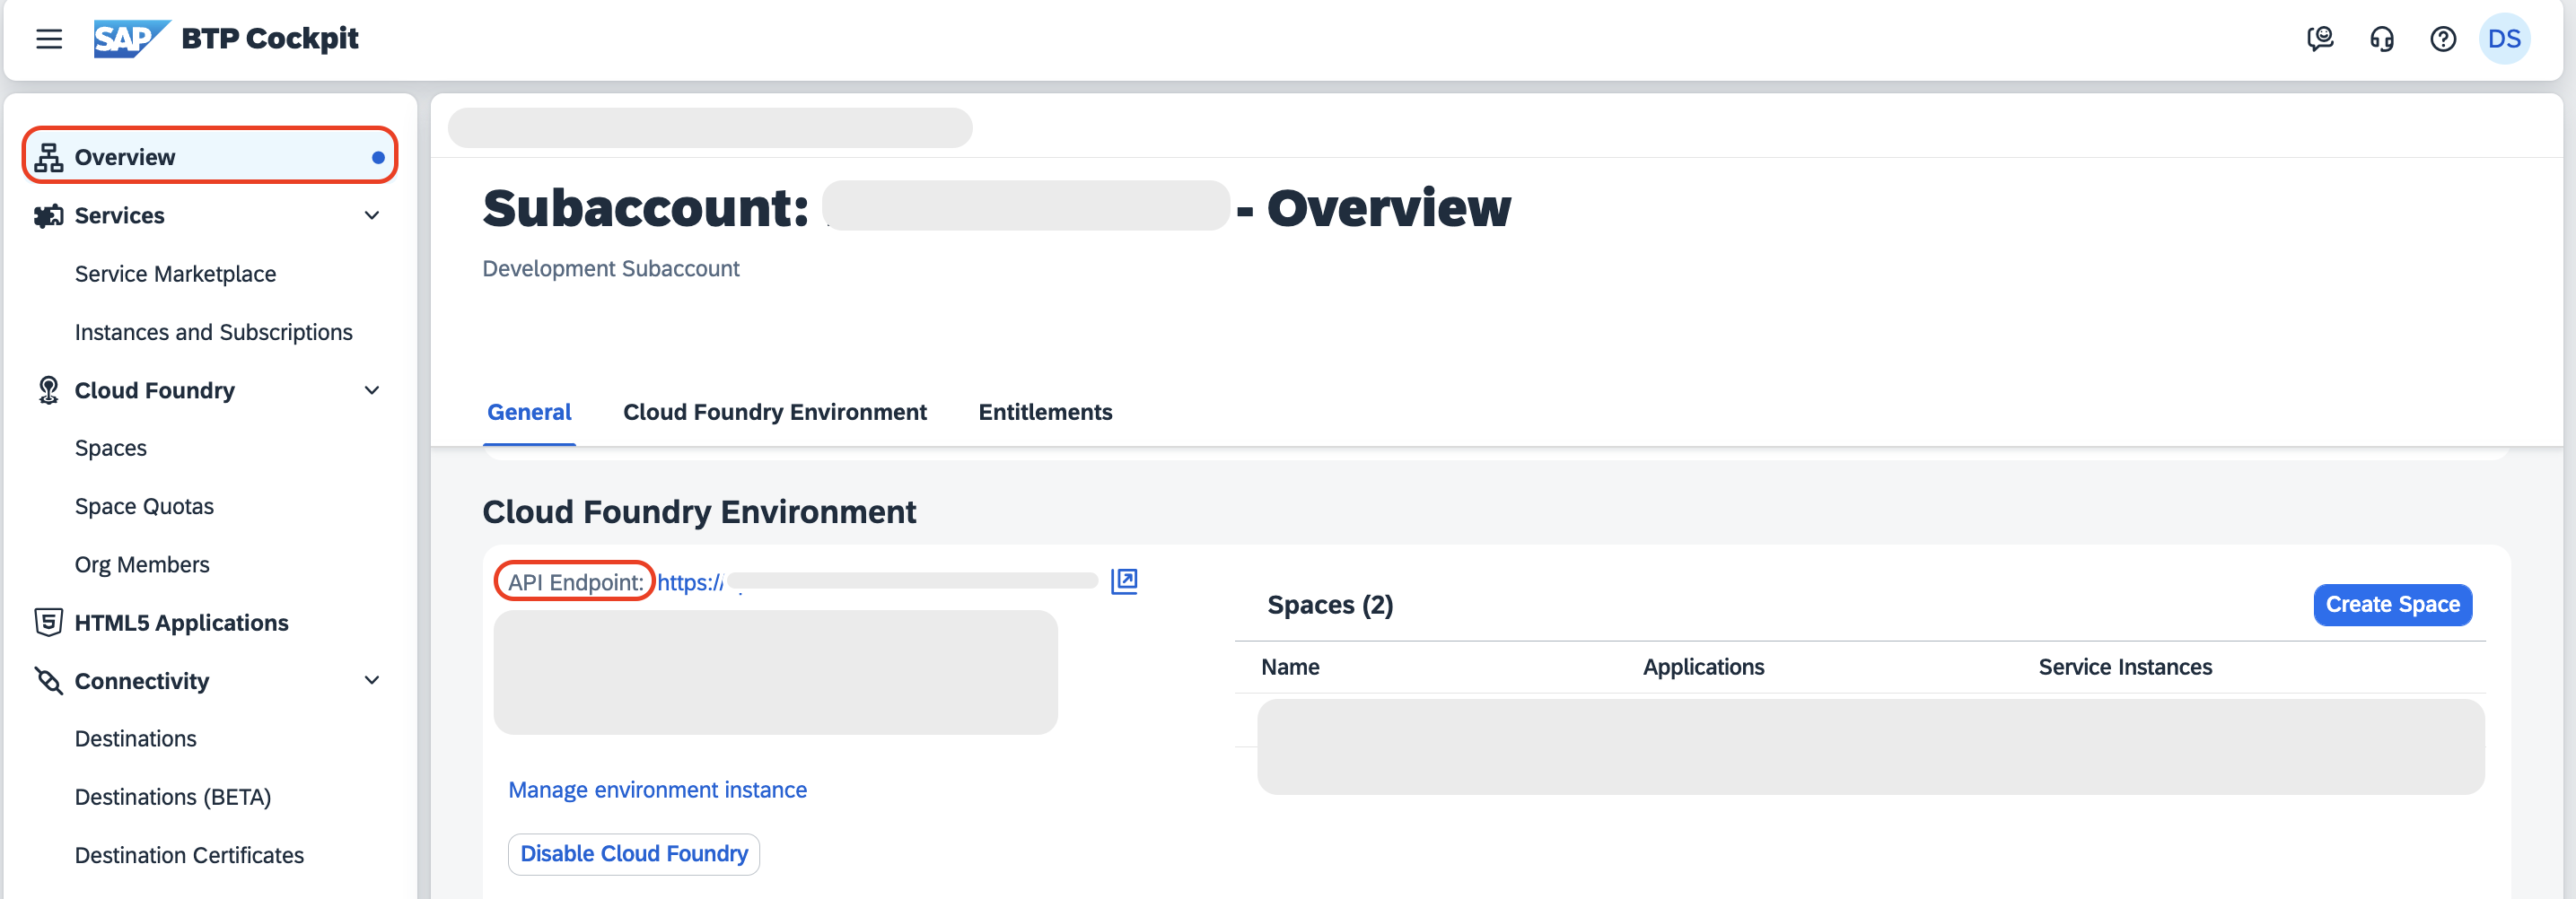 SAP BTP Cockpit
DS
Overview
Services
Service Marketplace
Instances and Subscriptions
Cloud Foundry
Spaces
Space Quotas
Org Members
HTML5 Applications
Connectivity
Destinations
Destinations (BETA)
Destination Certificates
Subaccount: - Overview
Development Subaccount
General Cloud Foundry Environment Entitlements
Cloud Foundry Environment
API Endpoint: https://
Manage environment instance
Disable Cloud Foundry
Spaces (2)
Create Space
Name Applications Service Instances